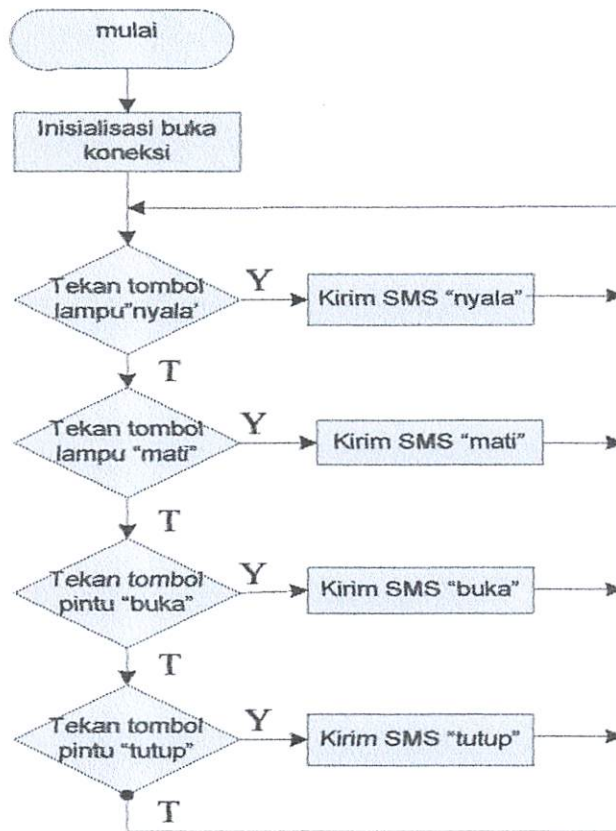 mulai
Inisialisasi buka
koneksi
Tekan tombol
lampu"nyala'
Y
Kirim SMS "nyala"
T
Tekan tombol
lampu "mati"
Y
Kirim SMS "mati"
T
Tekan tombol
pintu "buka"
Y
Kirim SMS "buka"
T
Tekan tombol
pintu "tutup"
Y
Kirim SMS "tutup"
T